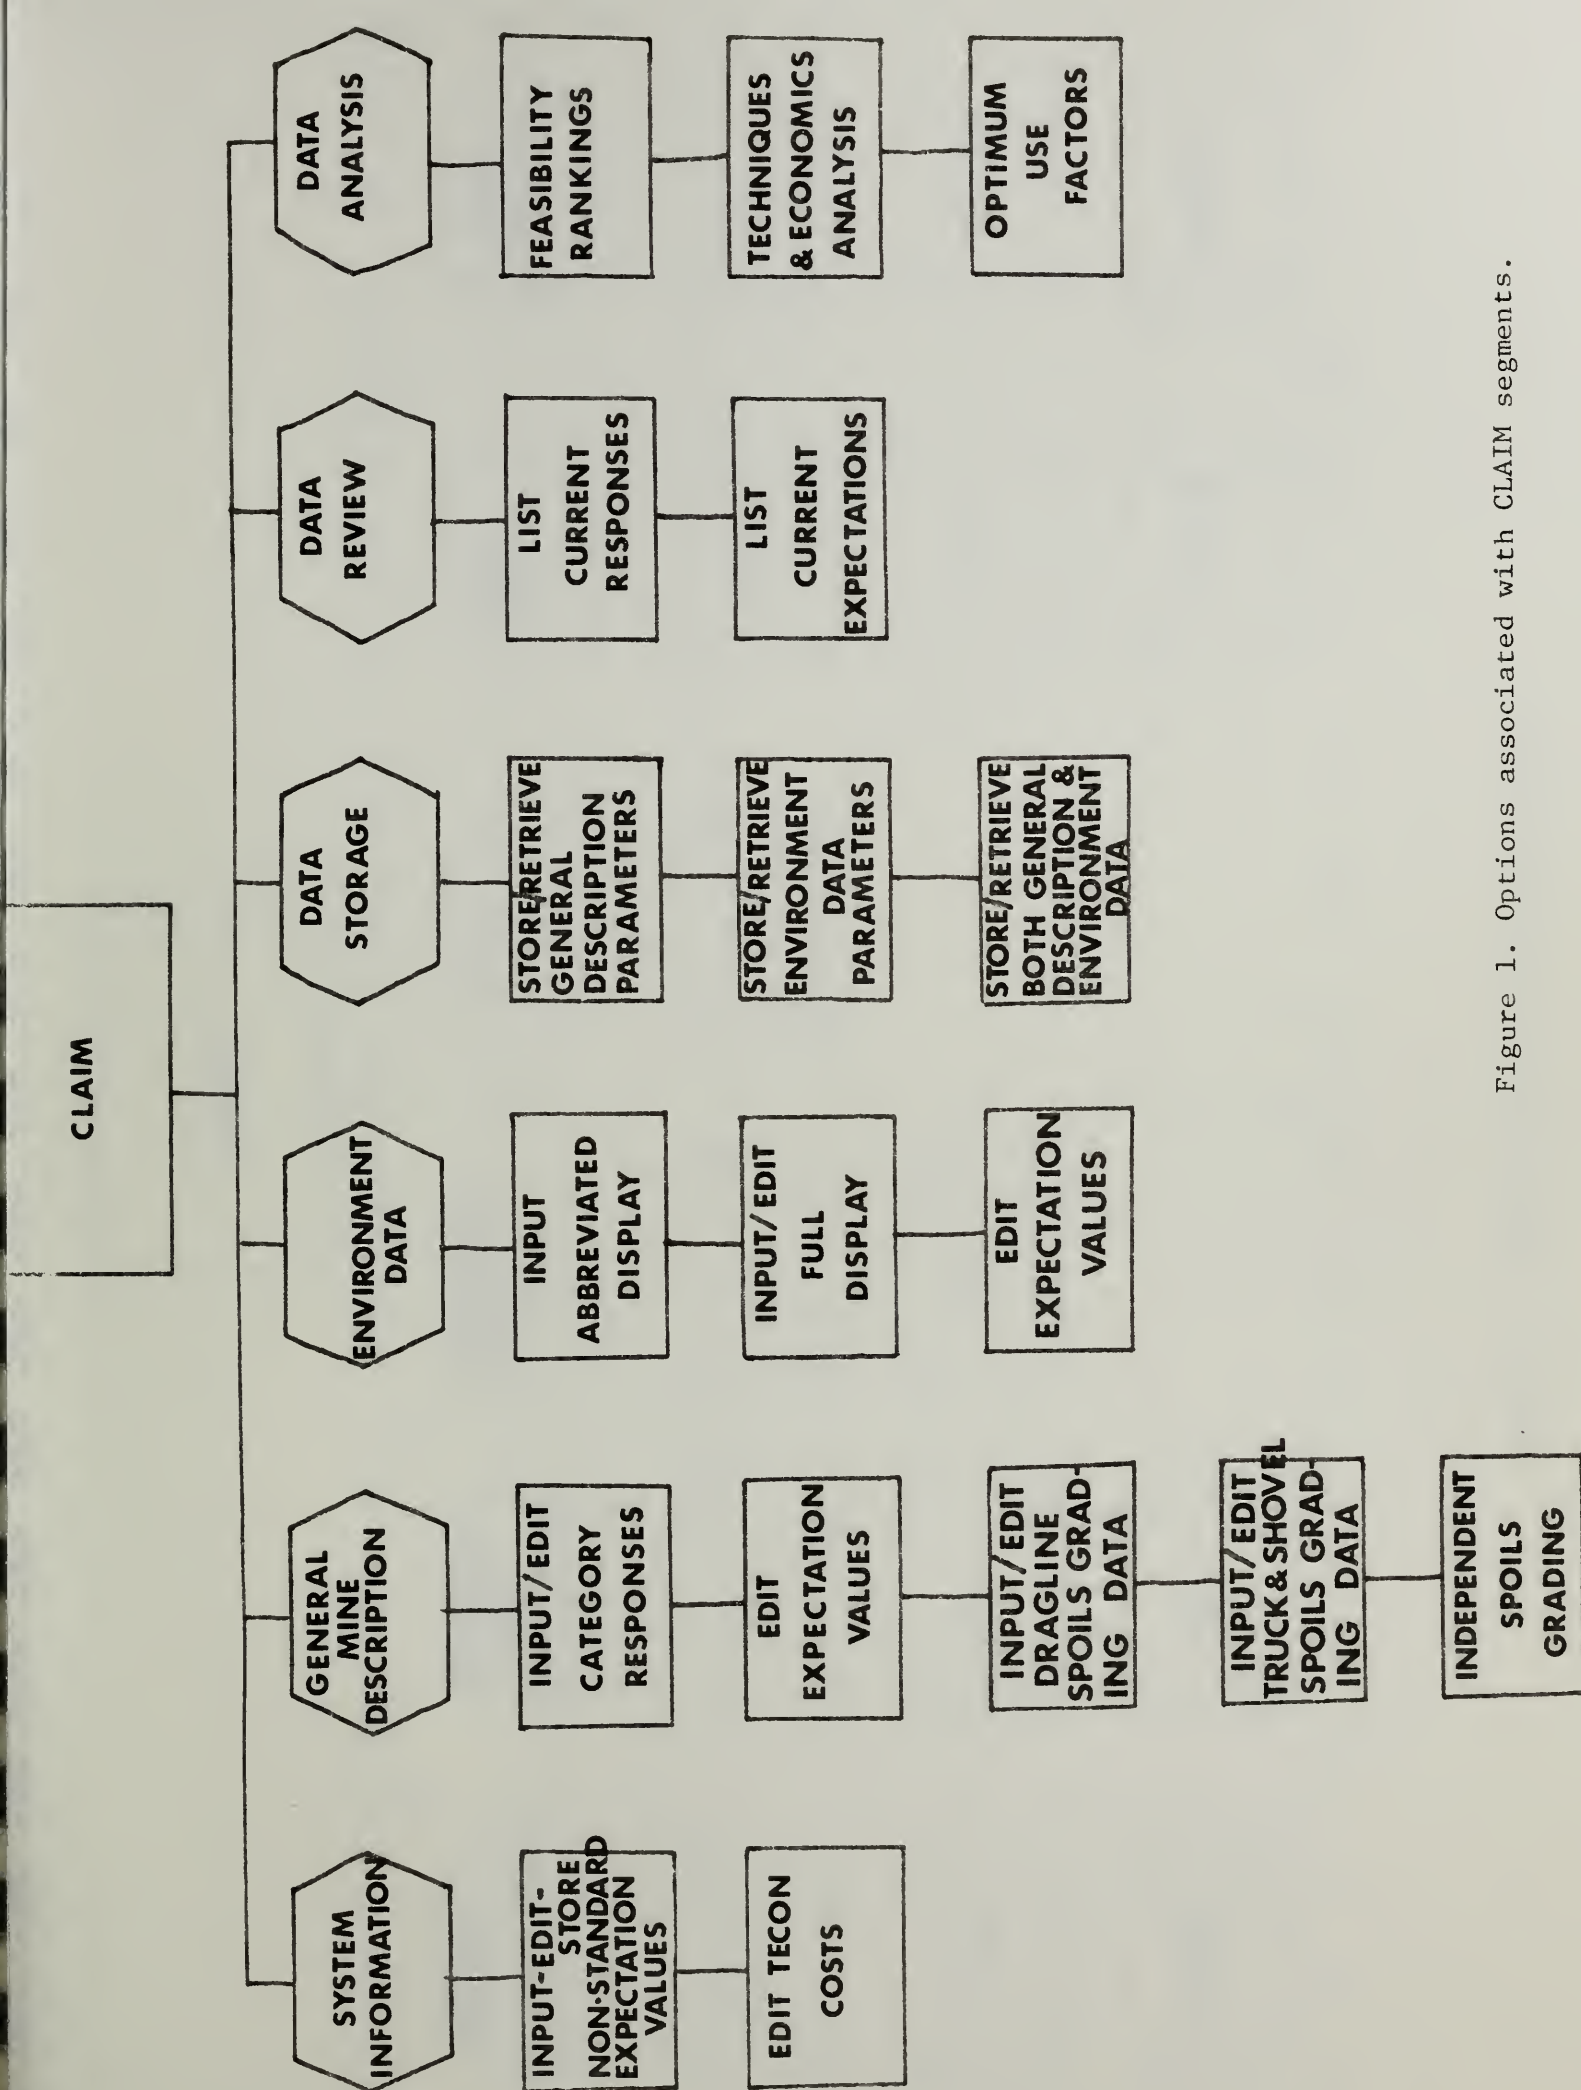 CLAIM
SYSTEM
INFORMATION
INPUT-EDIT-
STORE
NON-STANDARD
EXPECTATION
VALUES
EDIT TECON
COSTS
GENERAL
MINE
DESCRIPTION
INPUT/EDIT
CATEGORY
RESPONSES
EDIT
EXPECTATION
VALUES
INPUT/EDIT
DRAGLINE
SPOILS GRAD-
ING DATA
INPUT/EDIT
TRUCK&SHOVEL
SPOILS GRAD-
ING DATA
INDEPENDENT
SPOILS
GRADING
ENVIRONMENT
DATA
INPUT
ABBREVIATED
DISPLAY
INPUT/EDIT
FULL
DISPLAY
EDIT
EXPECTATION
VALUES
DATA
STORAGE
STORE/RETRIEVE
GENERAL
DESCRIPTION
PARAMETERS
STORE/RETRIEVE
ENVIRONMENT
DATA
PARAMETERS
STORE/RETRIEVE
BOTH GENERAL
DESCRIPTION &
ENVIRONMENT
DATA
DATA
REVIEW
LIST
CURRENT
RESPONSES
LIST
CURRENT
EXPECTATIONS
DATA
ANALYSIS
FEASIBILITY
RANKINGS
TECHNIQUES
& ECONOMICS
ANALYSIS
OPTIMUM
USE
FACTORS
Figure 1. Options associated with CLAIM segments.